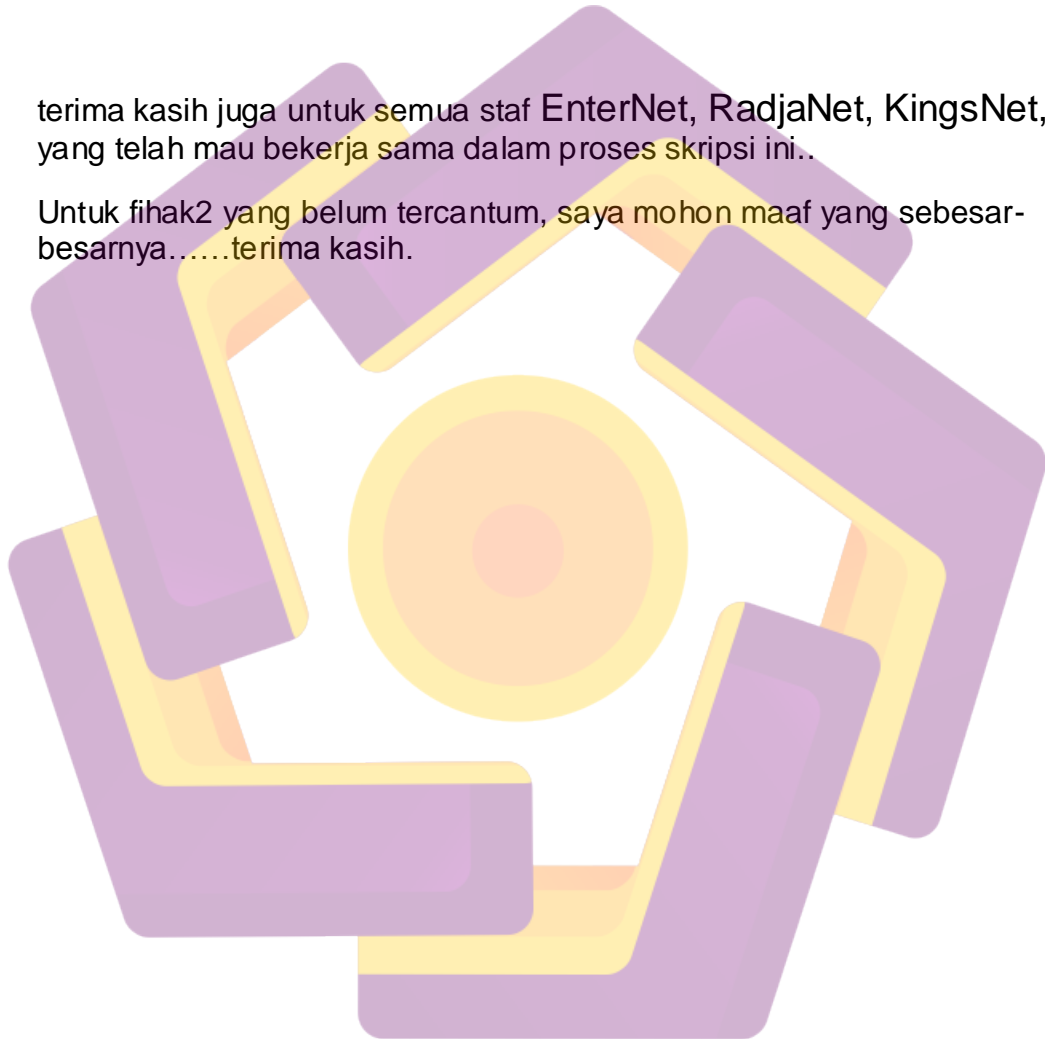 terima kasih juga untuk semua staf EnterNet, RadjaNet, KingsNet,
yang telah mau bekerja sama dalam proses skripsi ini..
Untuk fihak2 yang belum tercantum, saya mohon maaf yang sebesar-
besarnya……terima kasih.